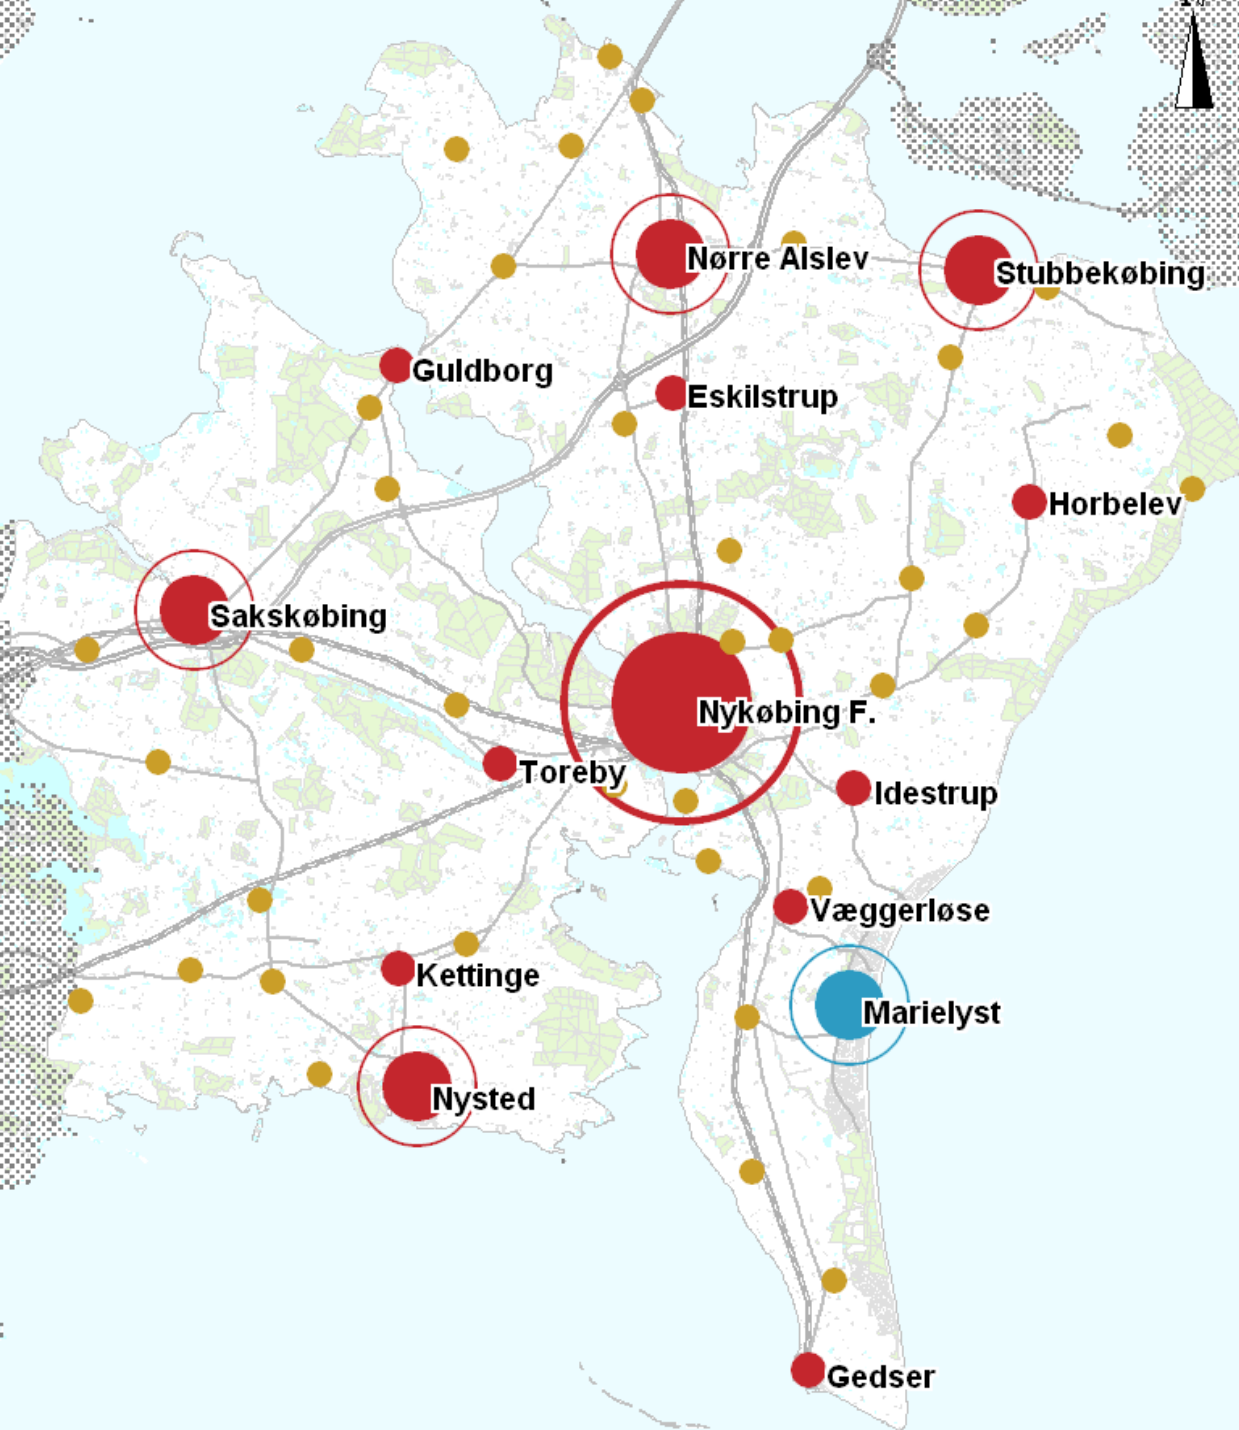 Nørre Alslev
Stubbekøbing
Guldborg
Eskilstrup
Horbelev
Sakskøbing
Nykøbing F.
Toreby
Idestrup
Væggerløse
Kettinge
Marielyst
Nysted
Gedser